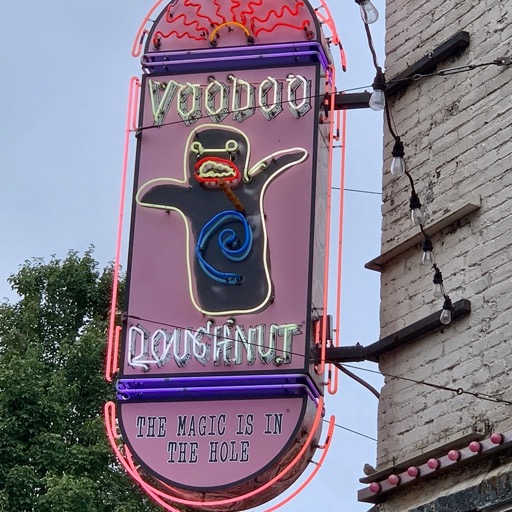 VOODOO
DOUGHNUT
THE MAGIC IS IN
THE HOLE